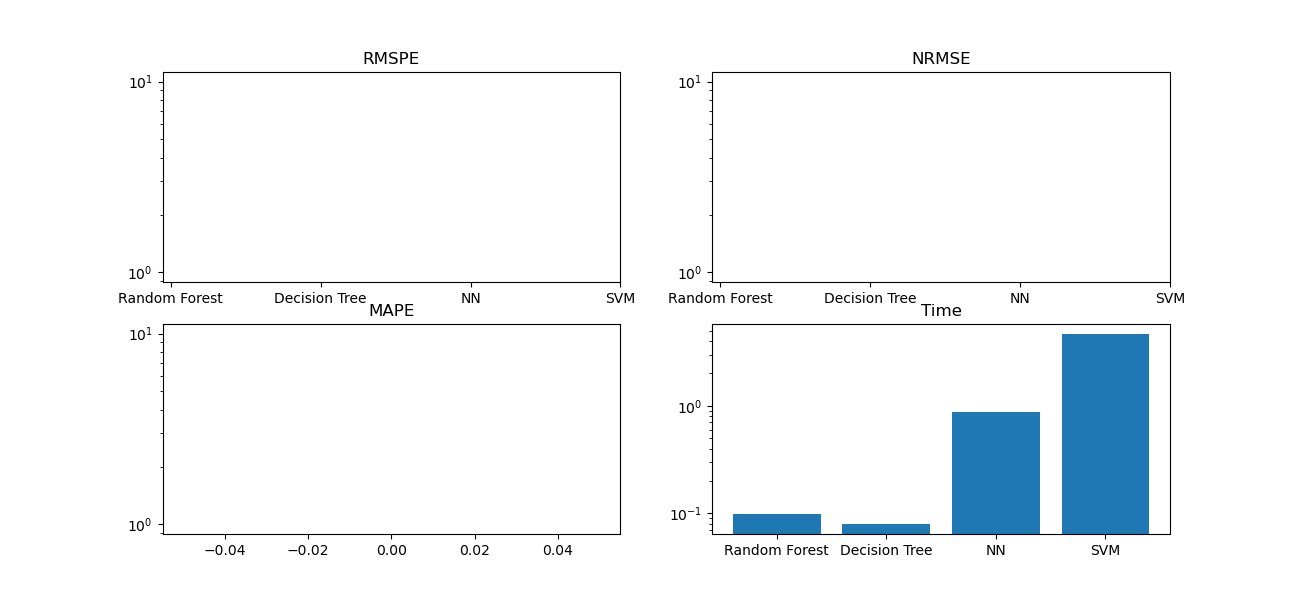 RMSPE
10¹
10⁰
Random Forest Decision Tree NN SVM
NRMSE
10¹
10⁰
Random Forest Decision Tree NN SVM
MAPE
10¹
10⁰
−0.04 −0.02 0.00 0.02 0.04
Time
10⁰
10⁻¹
Random Forest Decision Tree NN SVM